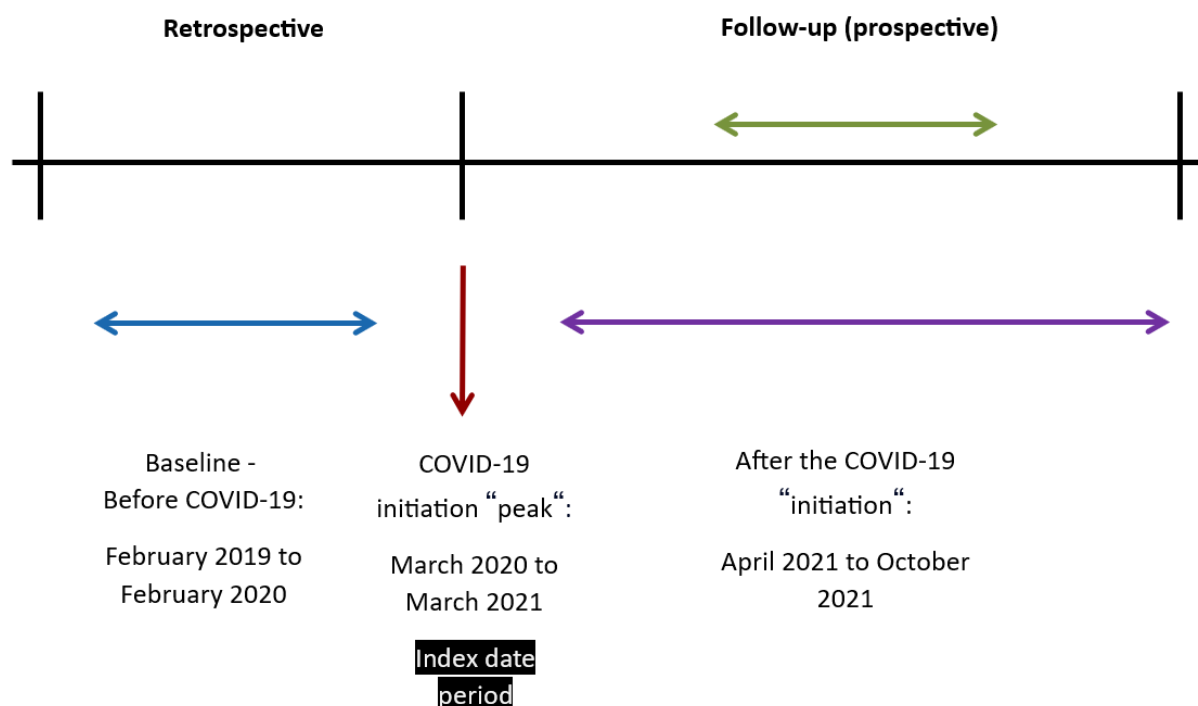 Retrospective
Follow-up (prospective)
Baseline -
Before COVID-19:
February 2019 to
February 2020
COVID-19
initiation “peak“:
March 2020 to
March 2021
Index date
period
After the COVID-19
“initiation“:
April 2021 to October
2021